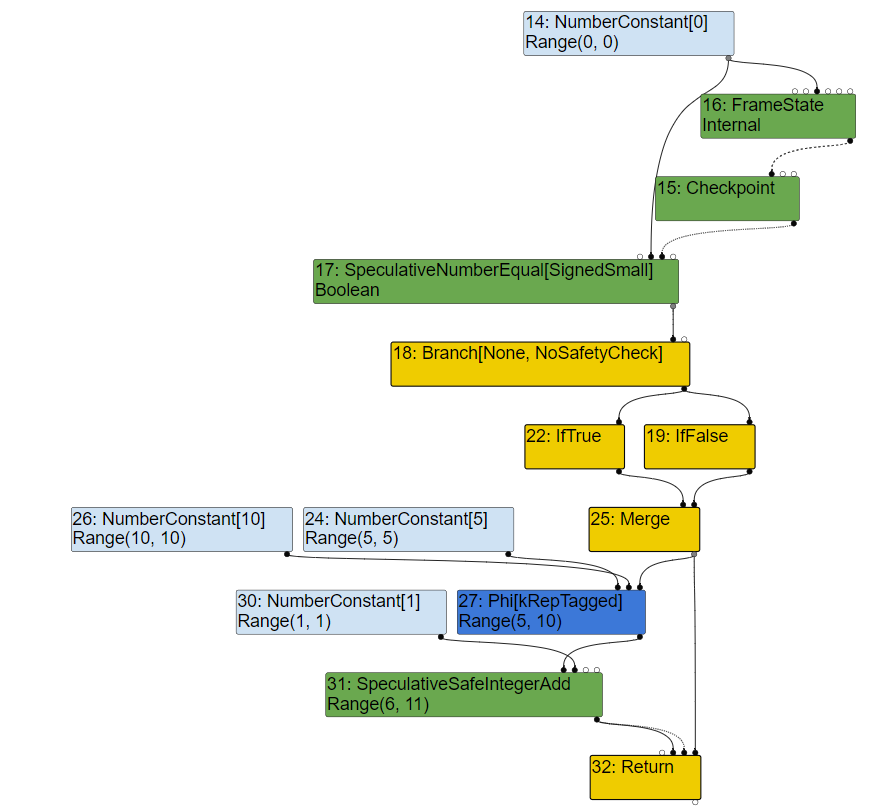 14: NumberConstant[0]
Range(0, 0)
16: FrameState
Internal
15: Checkpoint
17: SpeculativeNumberEqual[SignedSmall]
Boolean
18: Branch[None, NoSafetyCheck]
22: IfTrue
19: IfFalse
26: NumberConstant[10]
Range(10, 10)
24: NumberConstant[5]
Range(5, 5)
25: Merge
30: NumberConstant[1]
Range(1, 1)
27: Phi[kRepTagged]
Range(5, 10)
31: SpeculativeSafeIntegerAdd
Range(6, 11)
32: Return